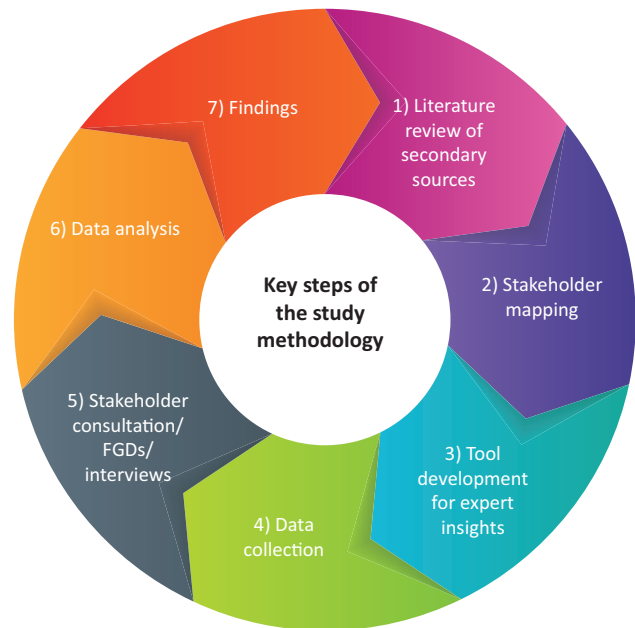 Key steps of
the study
methodology
1) Literature
review of
secondary
sources
2) Stakeholder
mapping
3) Tool
development
for expert
insights
4) Data
collection
5) Stakeholder
consultation/
FGDs/
interviews
6) Data analysis
7) Findings